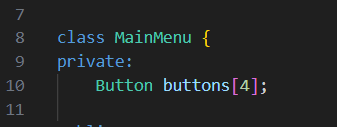 7
8 class MainMenu {
9 private:
10     Button buttons[4];
11